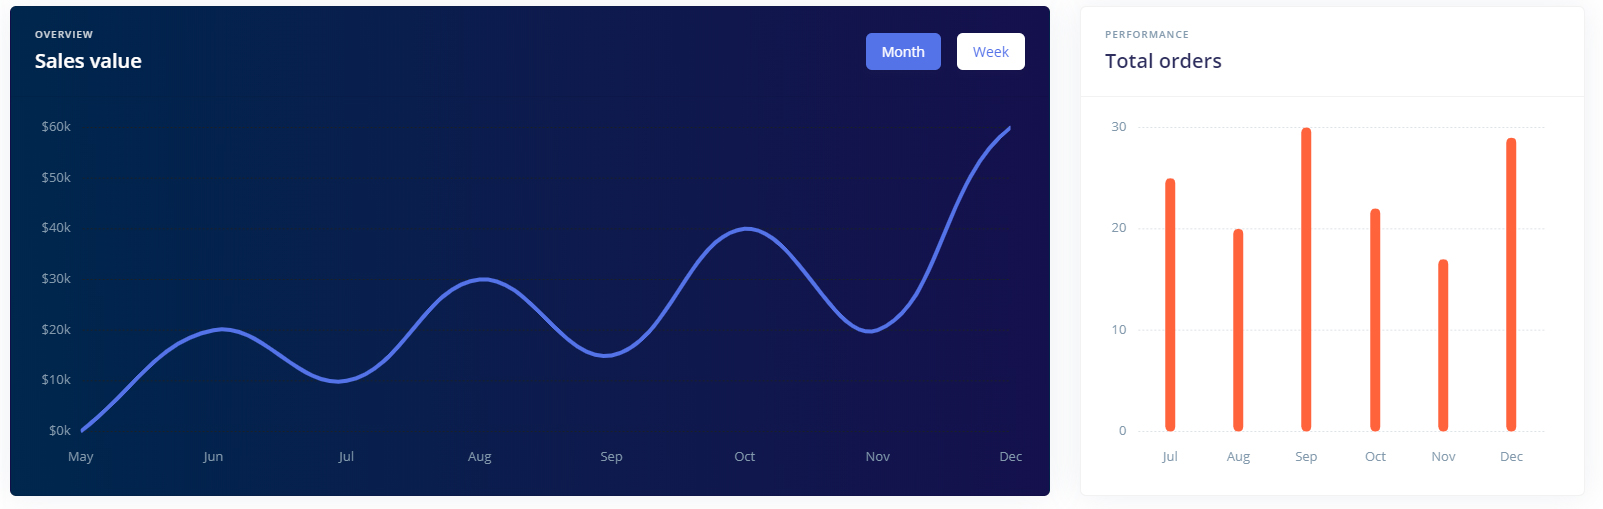 OVERVIEW
Sales value
Month
Week
$60k
$50k
$40k
$30k
$20k
$10k
$0k
May Jun Jul Aug Sep Oct Nov Dec
PERFORMANCE
Total orders
30
20
10
0
Jul Aug Sep Oct Nov Dec